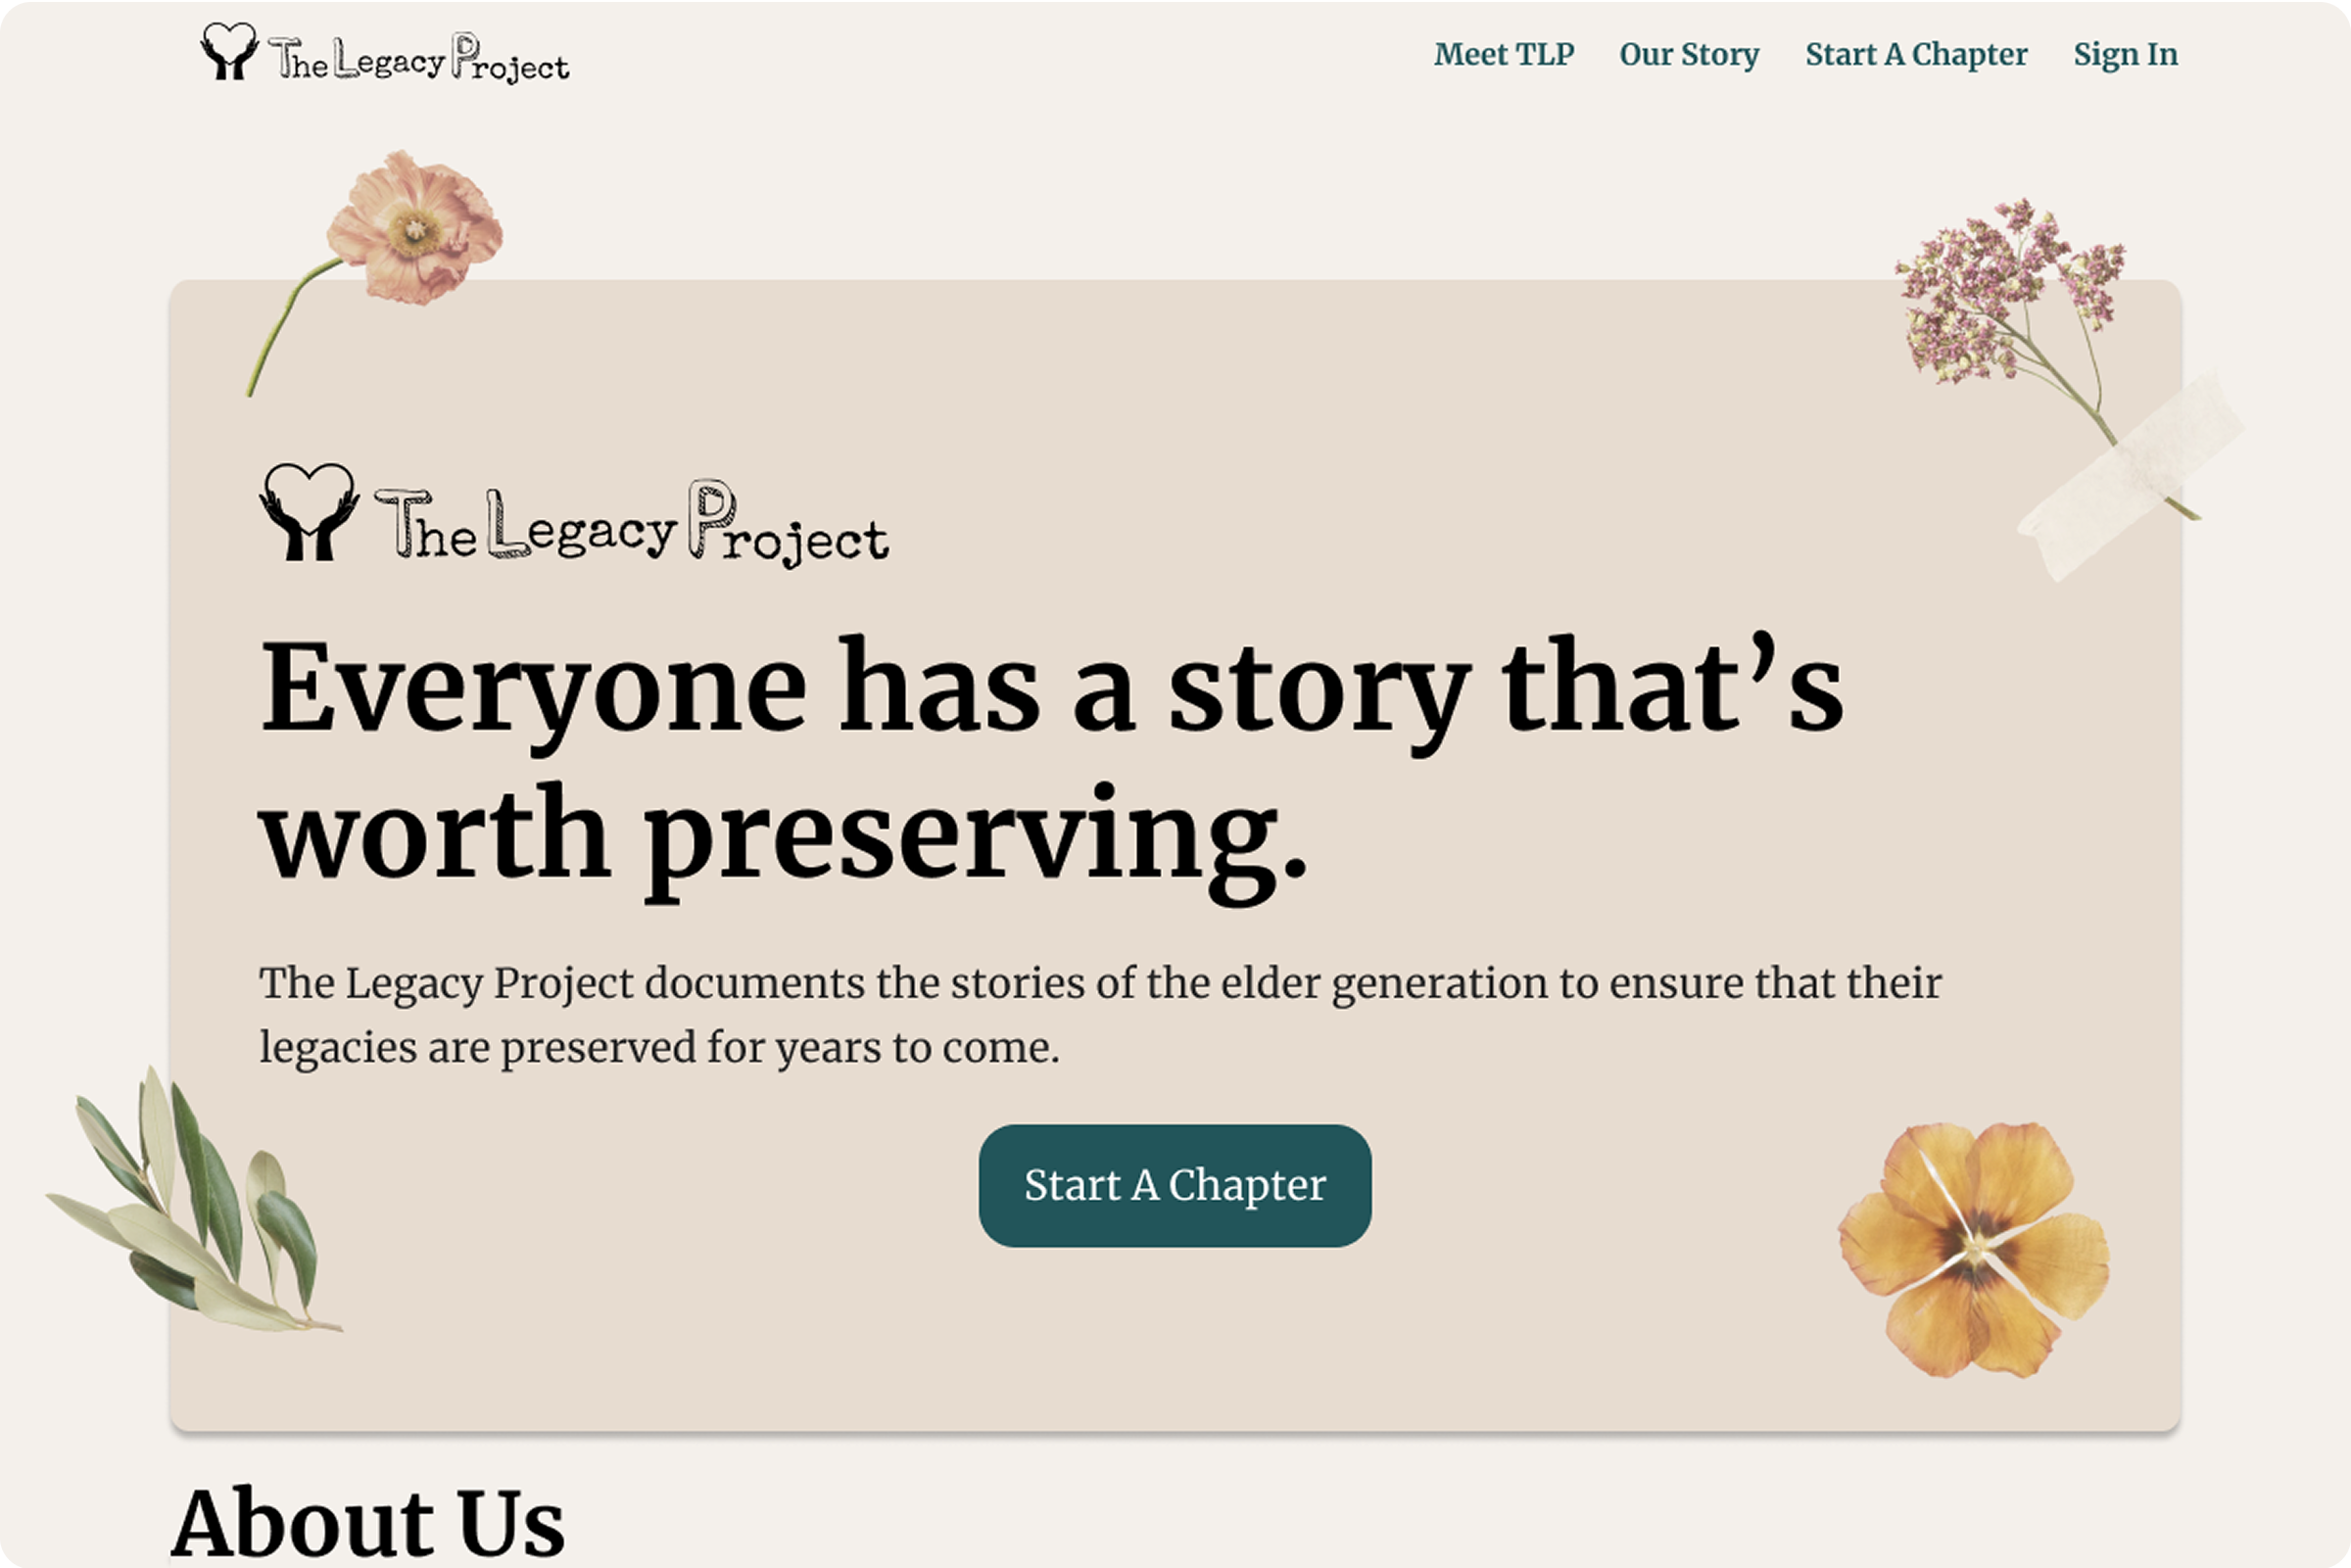 The Legacy Project
Meet TLP Our Story Start A Chapter Sign In
The Legacy Project
Everyone has a story that’s
worth preserving.
The Legacy Project documents the stories of the elder generation to ensure that their
legacies are preserved for years to come.
Start A Chapter
About Us